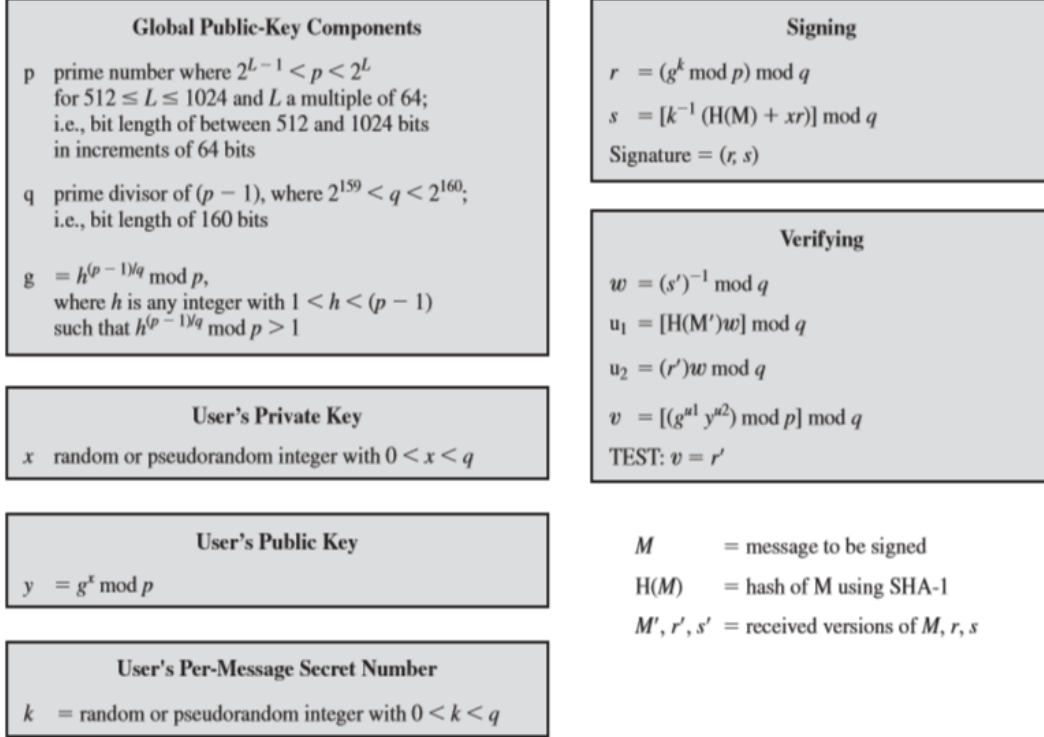 Global Public-Key Components
p prime number where 2^{L – 1} < p < 2^L
for 512 ≤ L ≤ 1024 and L a multiple of 64;
i.e., bit length of between 512 and 1024 bits
in increments of 64 bits
q prime divisor of (p – 1), where 2^{159} < q < 2^{160};
i.e., bit length of 160 bits
g = h^{(p – 1)/q} mod p,
where h is any integer with 1 < h < (p – 1)
such that h^{(p – 1)/q} mod p > 1
User's Private Key
x random or pseudorandom integer with 0 < x < q
User's Public Key
y = g^x mod p
User's Per-Message Secret Number
k = random or pseudorandom integer with 0 < k < q
Signing
r = (g^k mod p) mod q
s = [k^{–1} (H(M) + xr)] mod q
Signature = (r, s)
Verifying
w = (s')^{–1} mod q
u_1 = [H(M')w] mod q
u_2 = (r')w mod q
v = [(g^{u1} y^{u2}) mod p] mod q
TEST: v = r'
M = message to be signed
H(M) = hash of M using SHA-1
M', r', s' = received versions of M, r, s